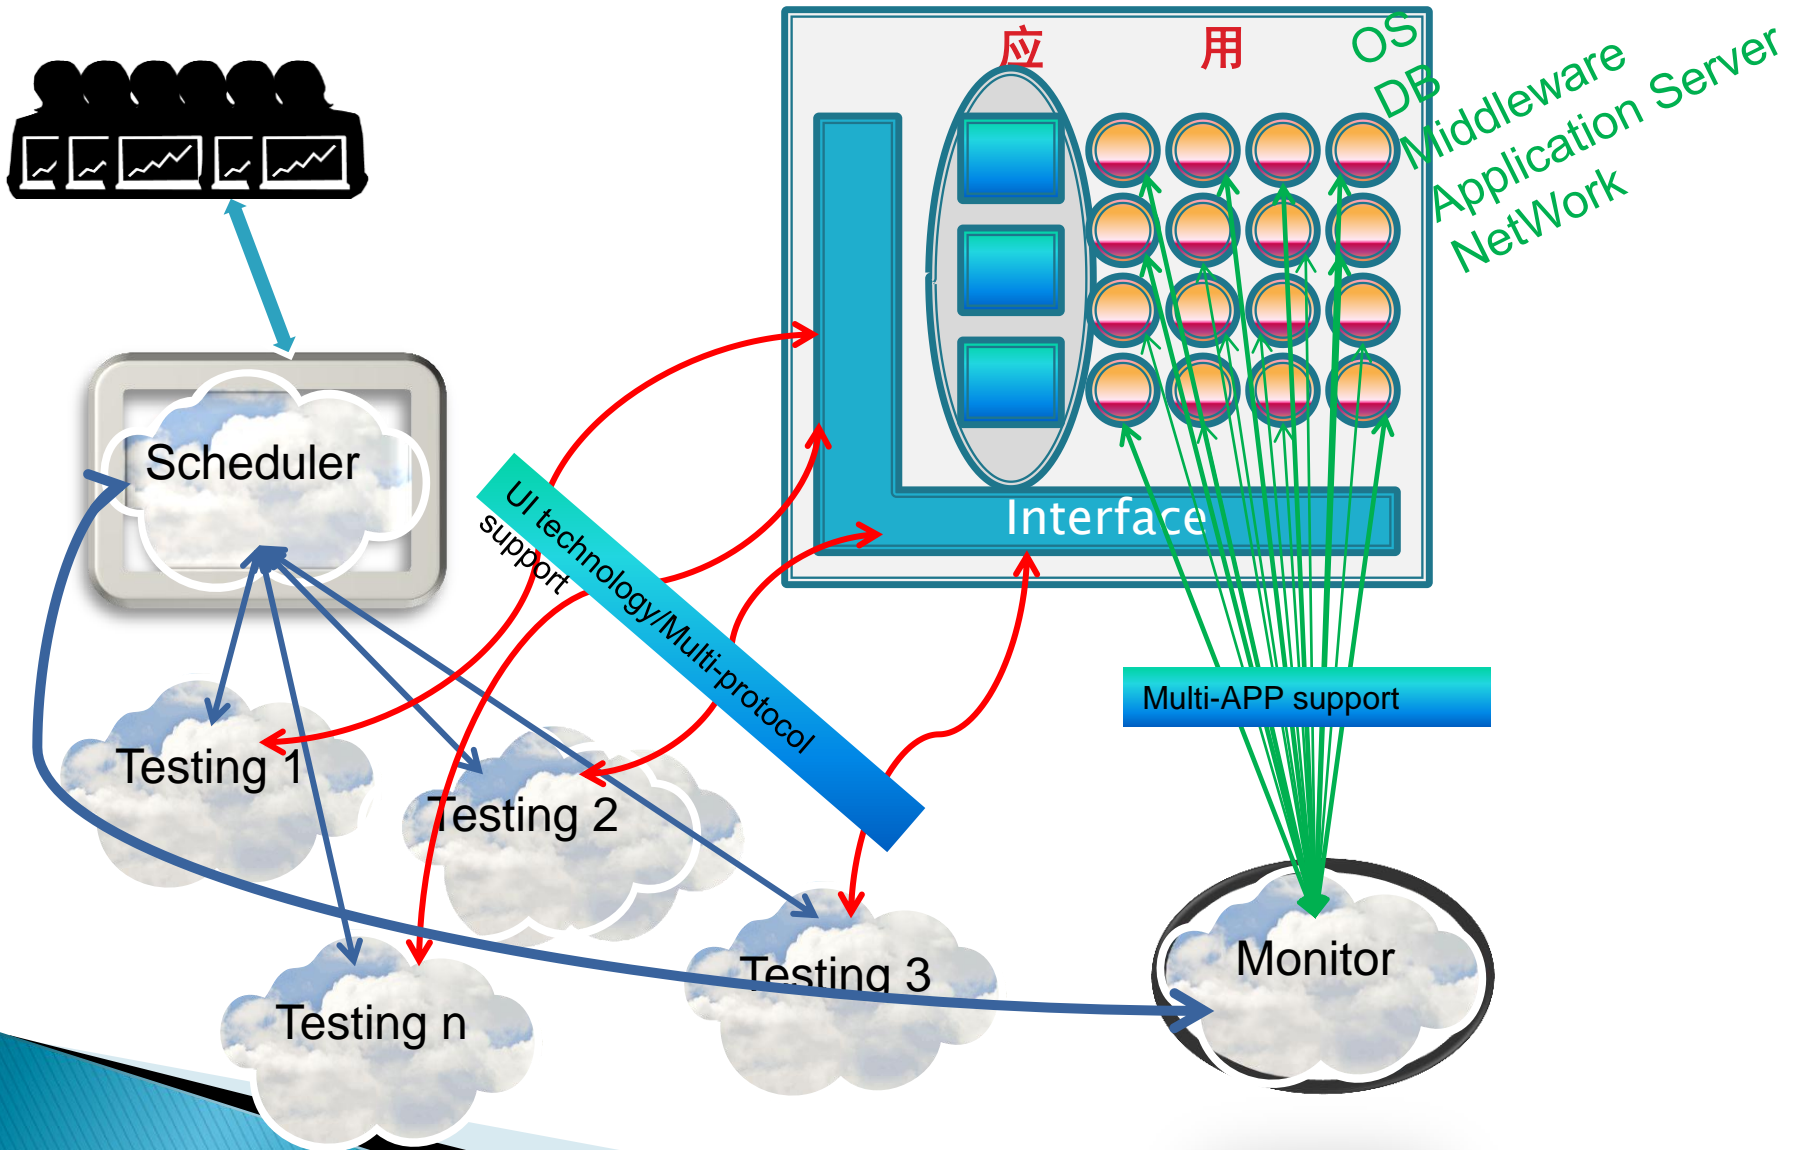 应 用
OS
DB
Middleware
Application Server
NetWork
Scheduler
UI technology/Multi-protocol
support
Interface
Multi-APP support
Testing 1
Testing 2
Testing 3
Testing n
Monitor